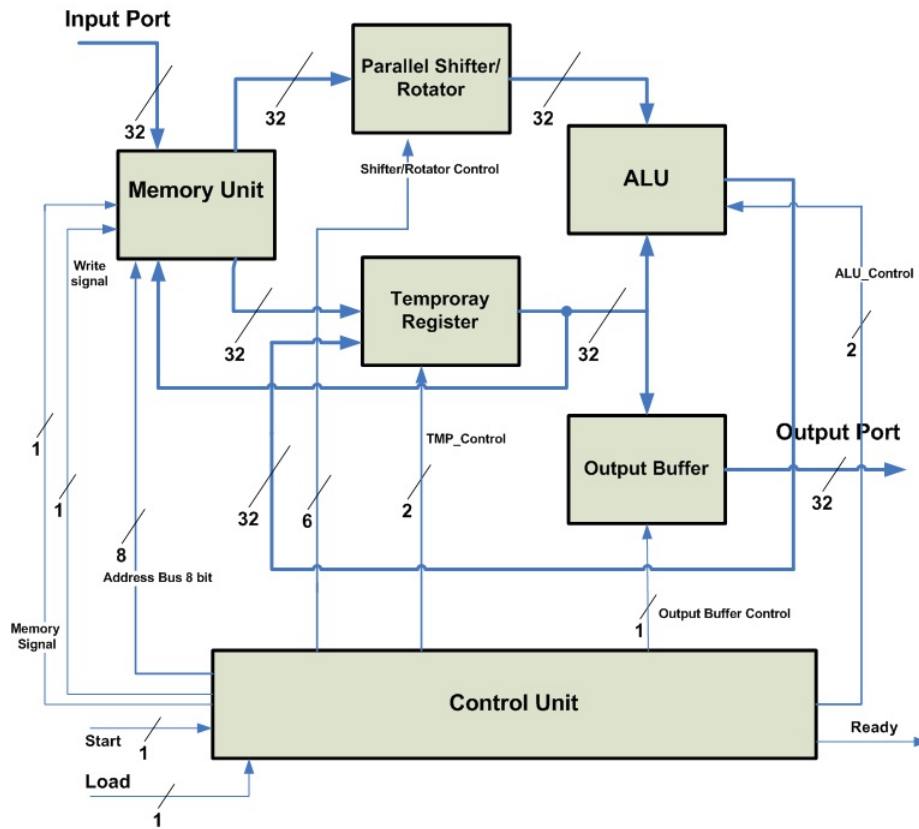 Input Port
32
32
Parallel Shifter/
Rotator
32
Memory Unit
Shifter/Rotator Control
ALU
Write
signal
ALU_Control
32
Temproray
Register
32
2
1
1
8
32
6
TMP_Control
2
Output Buffer
Output Port
32
Address Bus 8 bit
1
Output Buffer Control
Memory
Signal
Control Unit
Start
1
Ready
Load
1